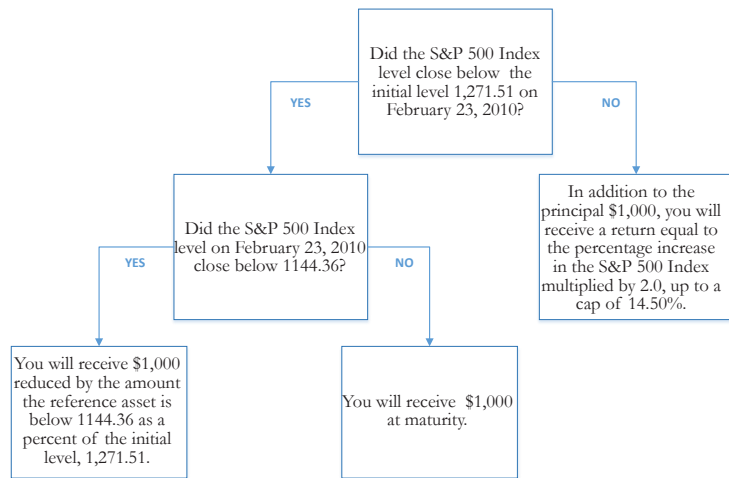 Did the S&P 500 Index
level close below the
initial level 1,271.51 on
February 23, 2010?
YES
NO
Did the S&P 500 Index
level on February 23, 2010
close below 1144.36?
In addition to the
principal $1,000, you will
receive a return equal to
the percentage increase
in the S&P 500 Index
multiplied by 2.0, up to a
cap of 14.50%.
YES
NO
You will receive $1,000
reduced by the amount
the reference asset is
below 1144.36 as a
percent of the initial
level, 1,271.51.
You will receive $1,000
at maturity.